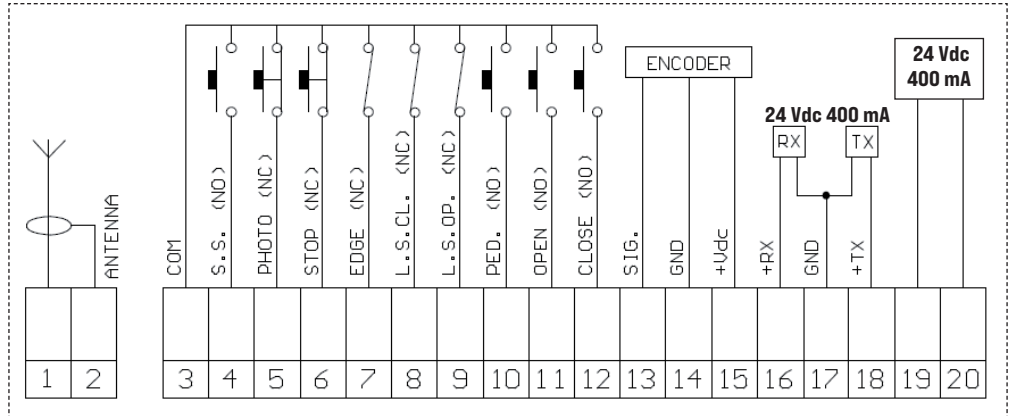 24 Vdc
400 mA
ENCODER
24 Vdc 400 mA
RX
TX
ANTENNA
COM
S.S. (NO)
PHOTO (NC)
STOP (NC)
EDGE (NC)
L.S.CL. (NC)
L.S.OP. (NC)
PED. (NO)
OPEN (NO)
CLOSE (NO)
SIG.
GND
+Vdc
+RX
GND
+TX
1 2 3 4 5 6 7 8 9 10 11 12 13 14 15 16 17 18 19 20